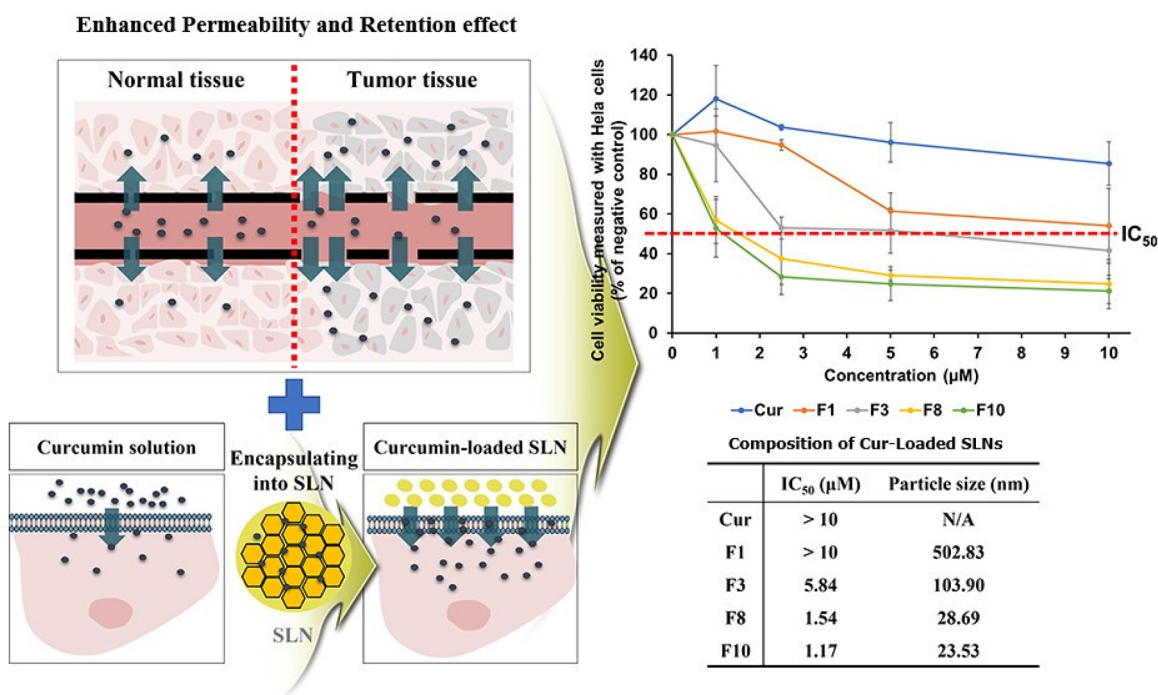 Enhanced Permeability and Retention effect
Normal tissue
Tumor tissue
Curcumin solution
Encapsulating
into SLN
SLN
Curcumin-loaded SLN
Cell viability measured with Hela cells
(% of negative control)
140
120
100
80
60
40
20
0
IC50
0 1 2 3 4 5 6 7 8 9 10
Concentration (µM)
Cur F1 F3 F8 F10
Composition of Cur-Loaded SLNs
IC50 (µM) Particle size (nm)
Cur > 10 N/A
F1 > 10 502.83
F3 5.84 103.90
F8 1.54 28.69
F10 1.17 23.53